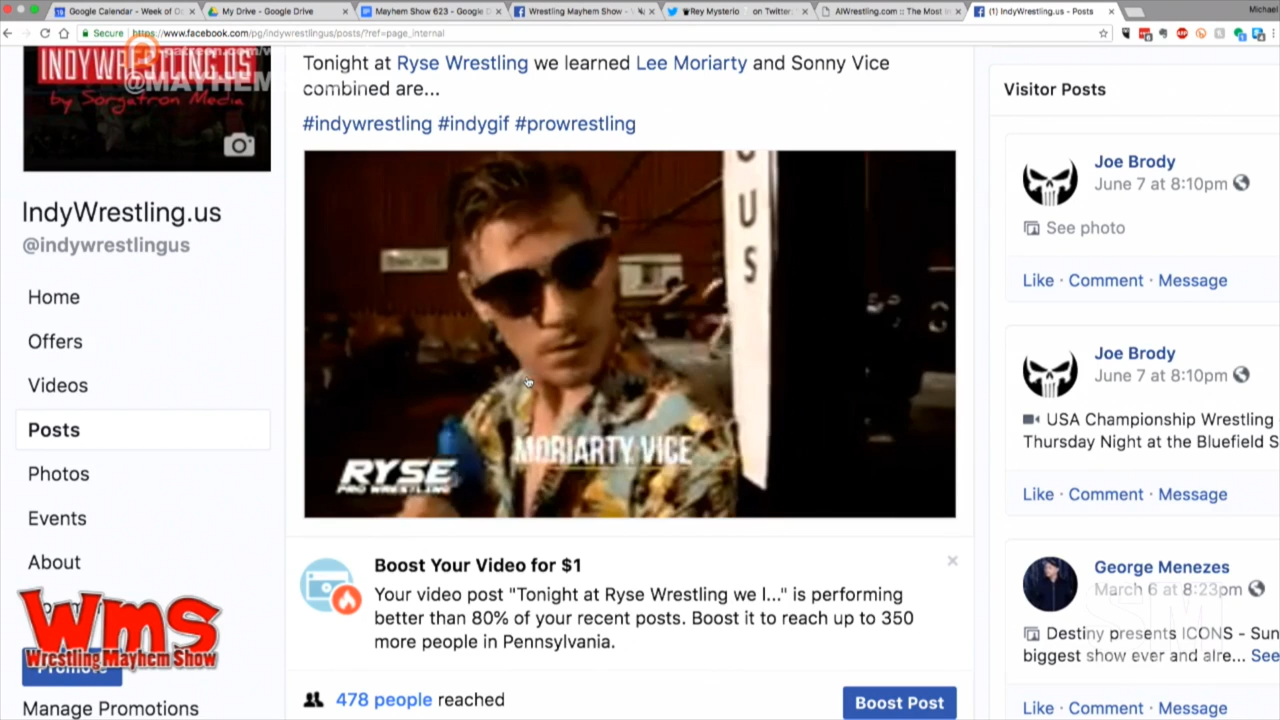 Google Calendar - Week of Oc
My Drive - Google Drive
Mayhem Show 623 - Google D
Wrestling Mayhem Show -
Rey Mysterio
on Twitter:
AIWrestling.com :: The Most In
(1) IndyWrestling.us - Posts
Michael
Secure
https://www.facebook.com/pg/indywrestlingus/posts/?ref=page_internal
INDYWRESTLING.US
by Sorgatron Media
@MAYHEM
IndyWrestling.us
@indywrestlingus
Home
Offers
Videos
Posts
Photos
Events
About
Promote
Manage Promotions
wms
Wrestling Mayhem Show
Tonight at Ryse Wrestling we learned Lee Moriarty and Sonny Vice
combined are...
#indywrestling #indygif #prowrestling
GUS
MORIARTY VICE
RYSE
PRO WRESTLING
Boost Your Video for $1
Your video post "Tonight at Ryse Wrestling we l..." is performing
better than 80% of your recent posts. Boost it to reach up to 350
more people in Pennsylvania.
478 people reached
Boost Post
Visitor Posts
Joe Brody
June 7 at 8:10pm
See photo
Like · Comment · Message
Joe Brody
June 7 at 8:10pm
USA Championship Wrestling
Thursday Night at the Bluefield S
Like · Comment · Message
George Menezes
March 6 at 8:23pm
SM
Destiny presents ICONS - Sun
biggest show ever and alre... See
Like · Comment · Message